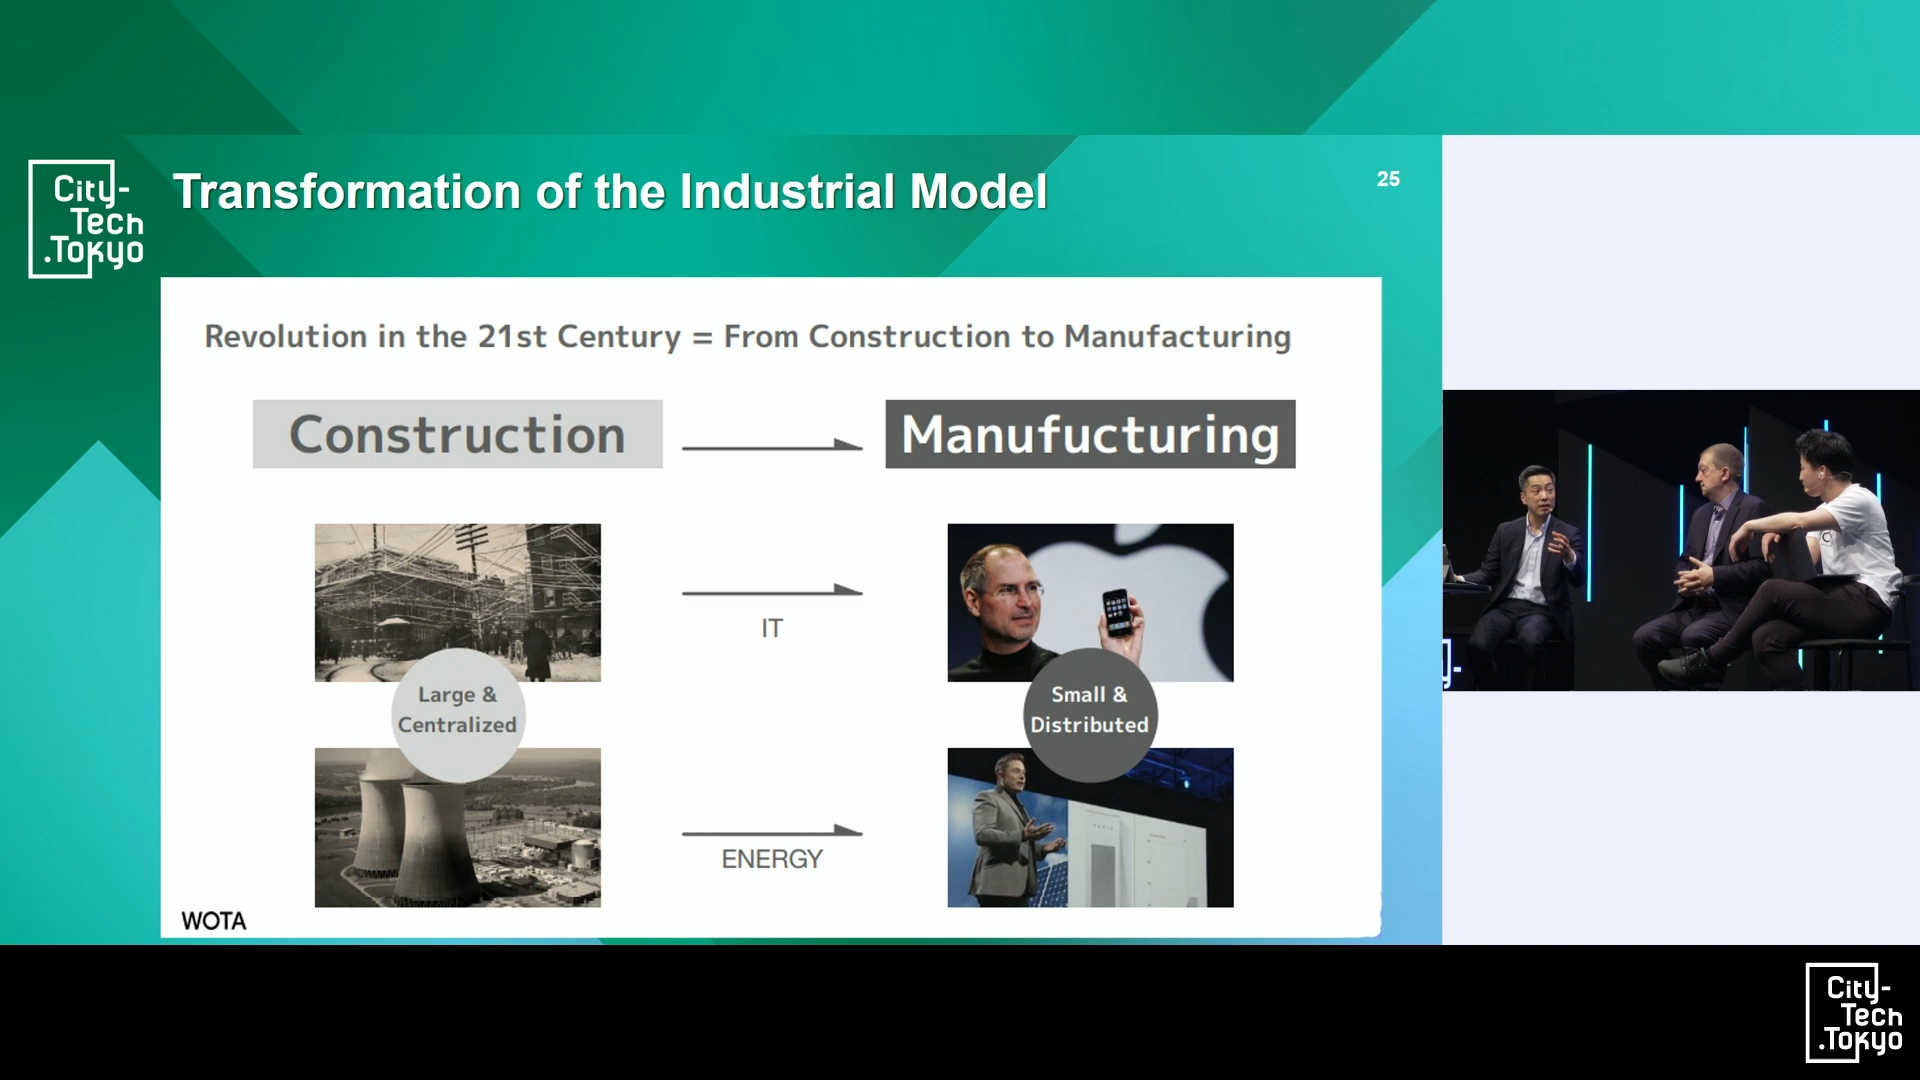 City-
Tech
.Tokyo
Transformation of the Industrial Model
25
Revolution in the 21st Century = From Construction to Manufacturing
Construction
Manufucturing
IT
Large &
Centralized
Small &
Distributed
ENERGY
WOTA
City-
Tech
.Tokyo